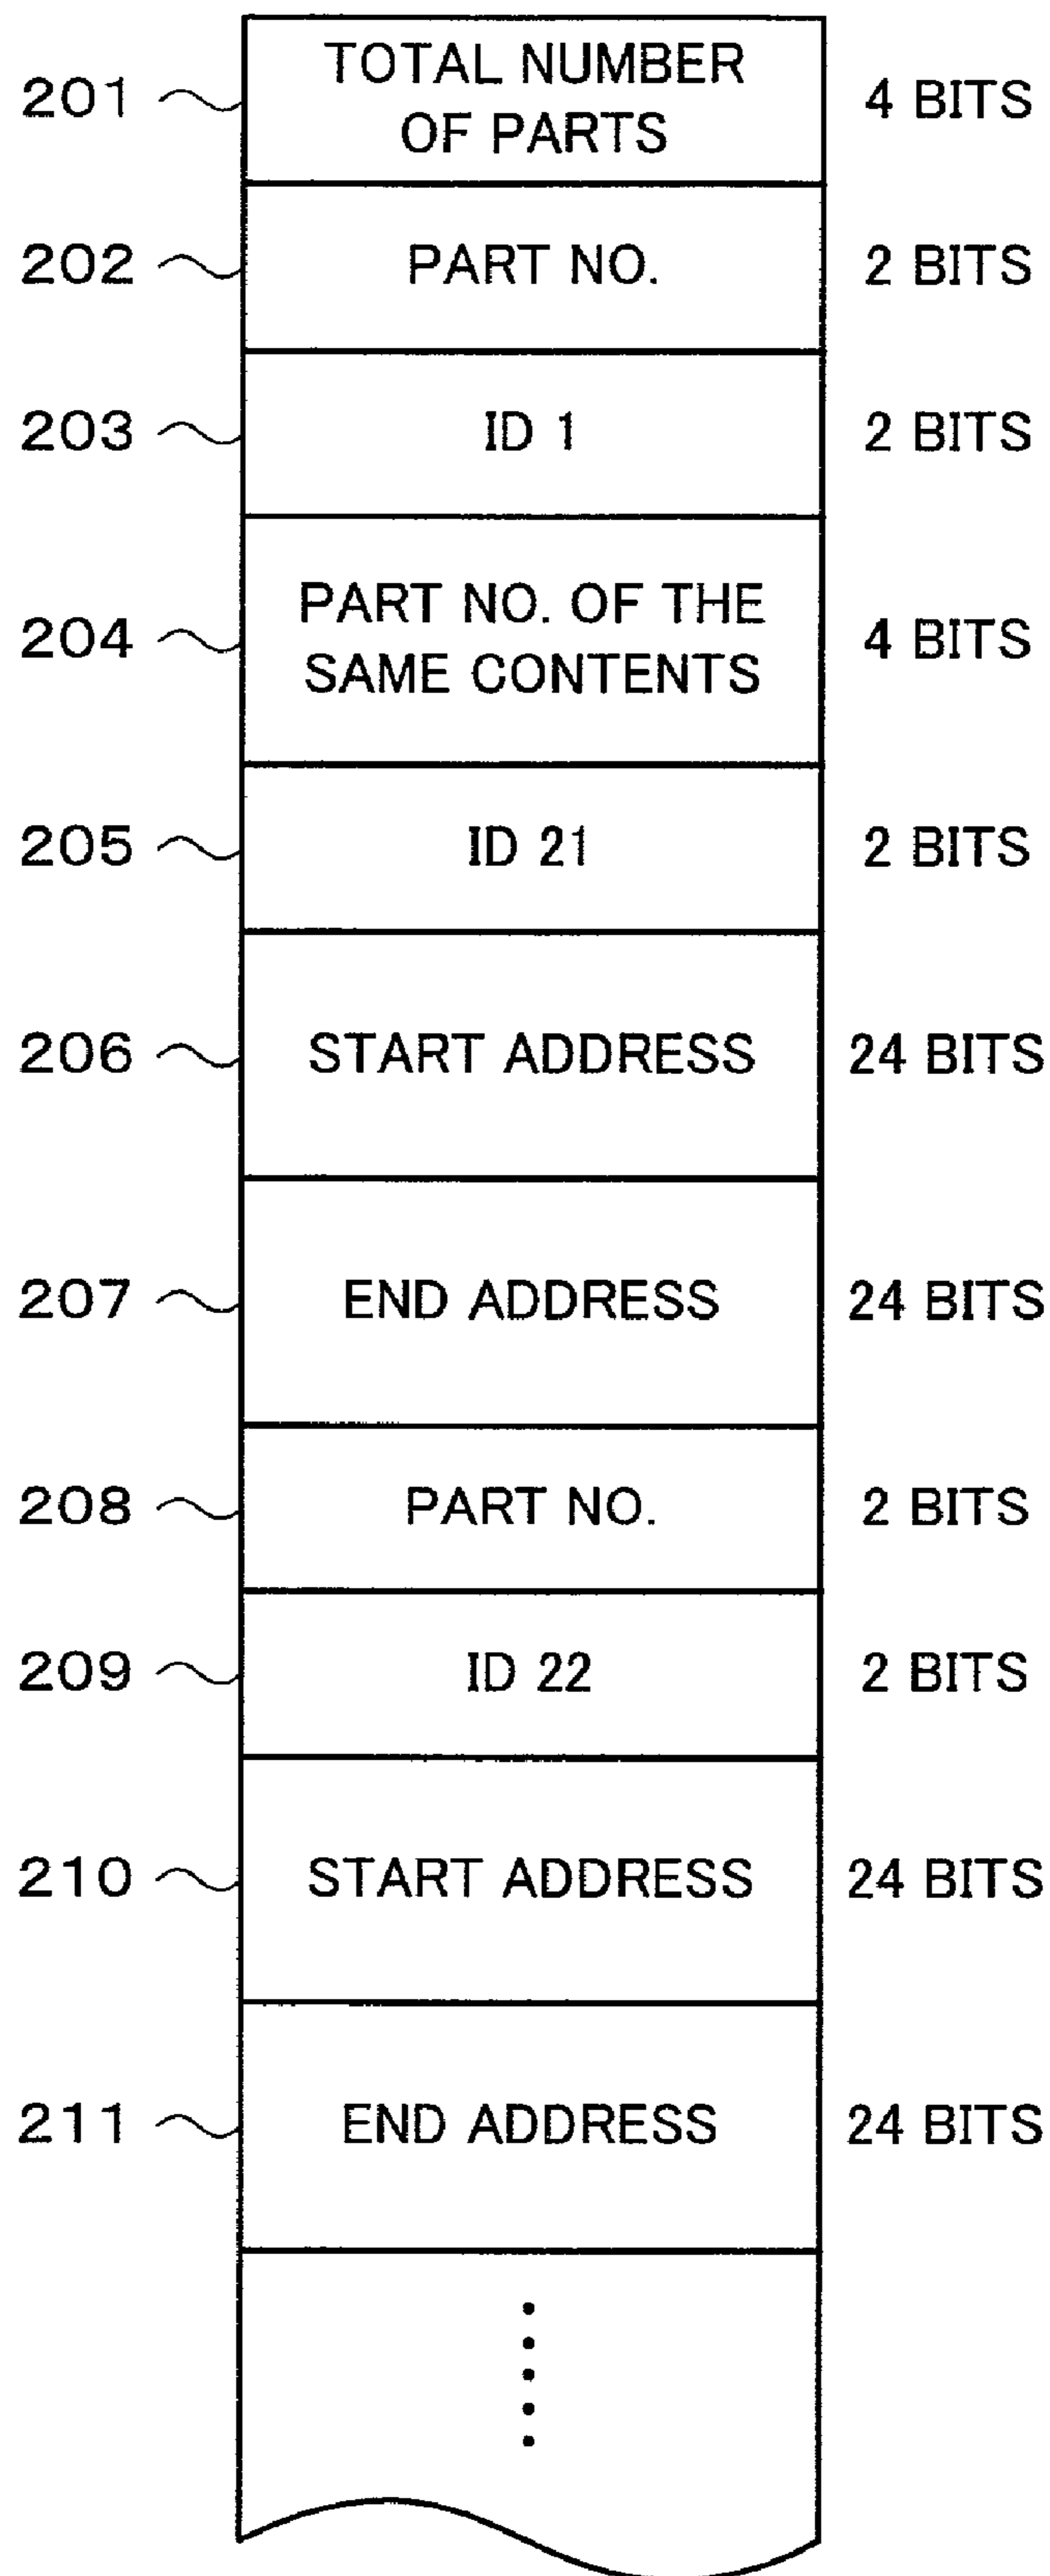 201 TOTAL NUMBER OF PARTS 4 BITS
202 PART NO. 2 BITS
203 ID 1 2 BITS
204 PART NO. OF THE SAME CONTENTS 4 BITS
205 ID 21 2 BITS
206 START ADDRESS 24 BITS
207 END ADDRESS 24 BITS
208 PART NO. 2 BITS
209 ID 22 2 BITS
210 START ADDRESS 24 BITS
211 END ADDRESS 24 BITS